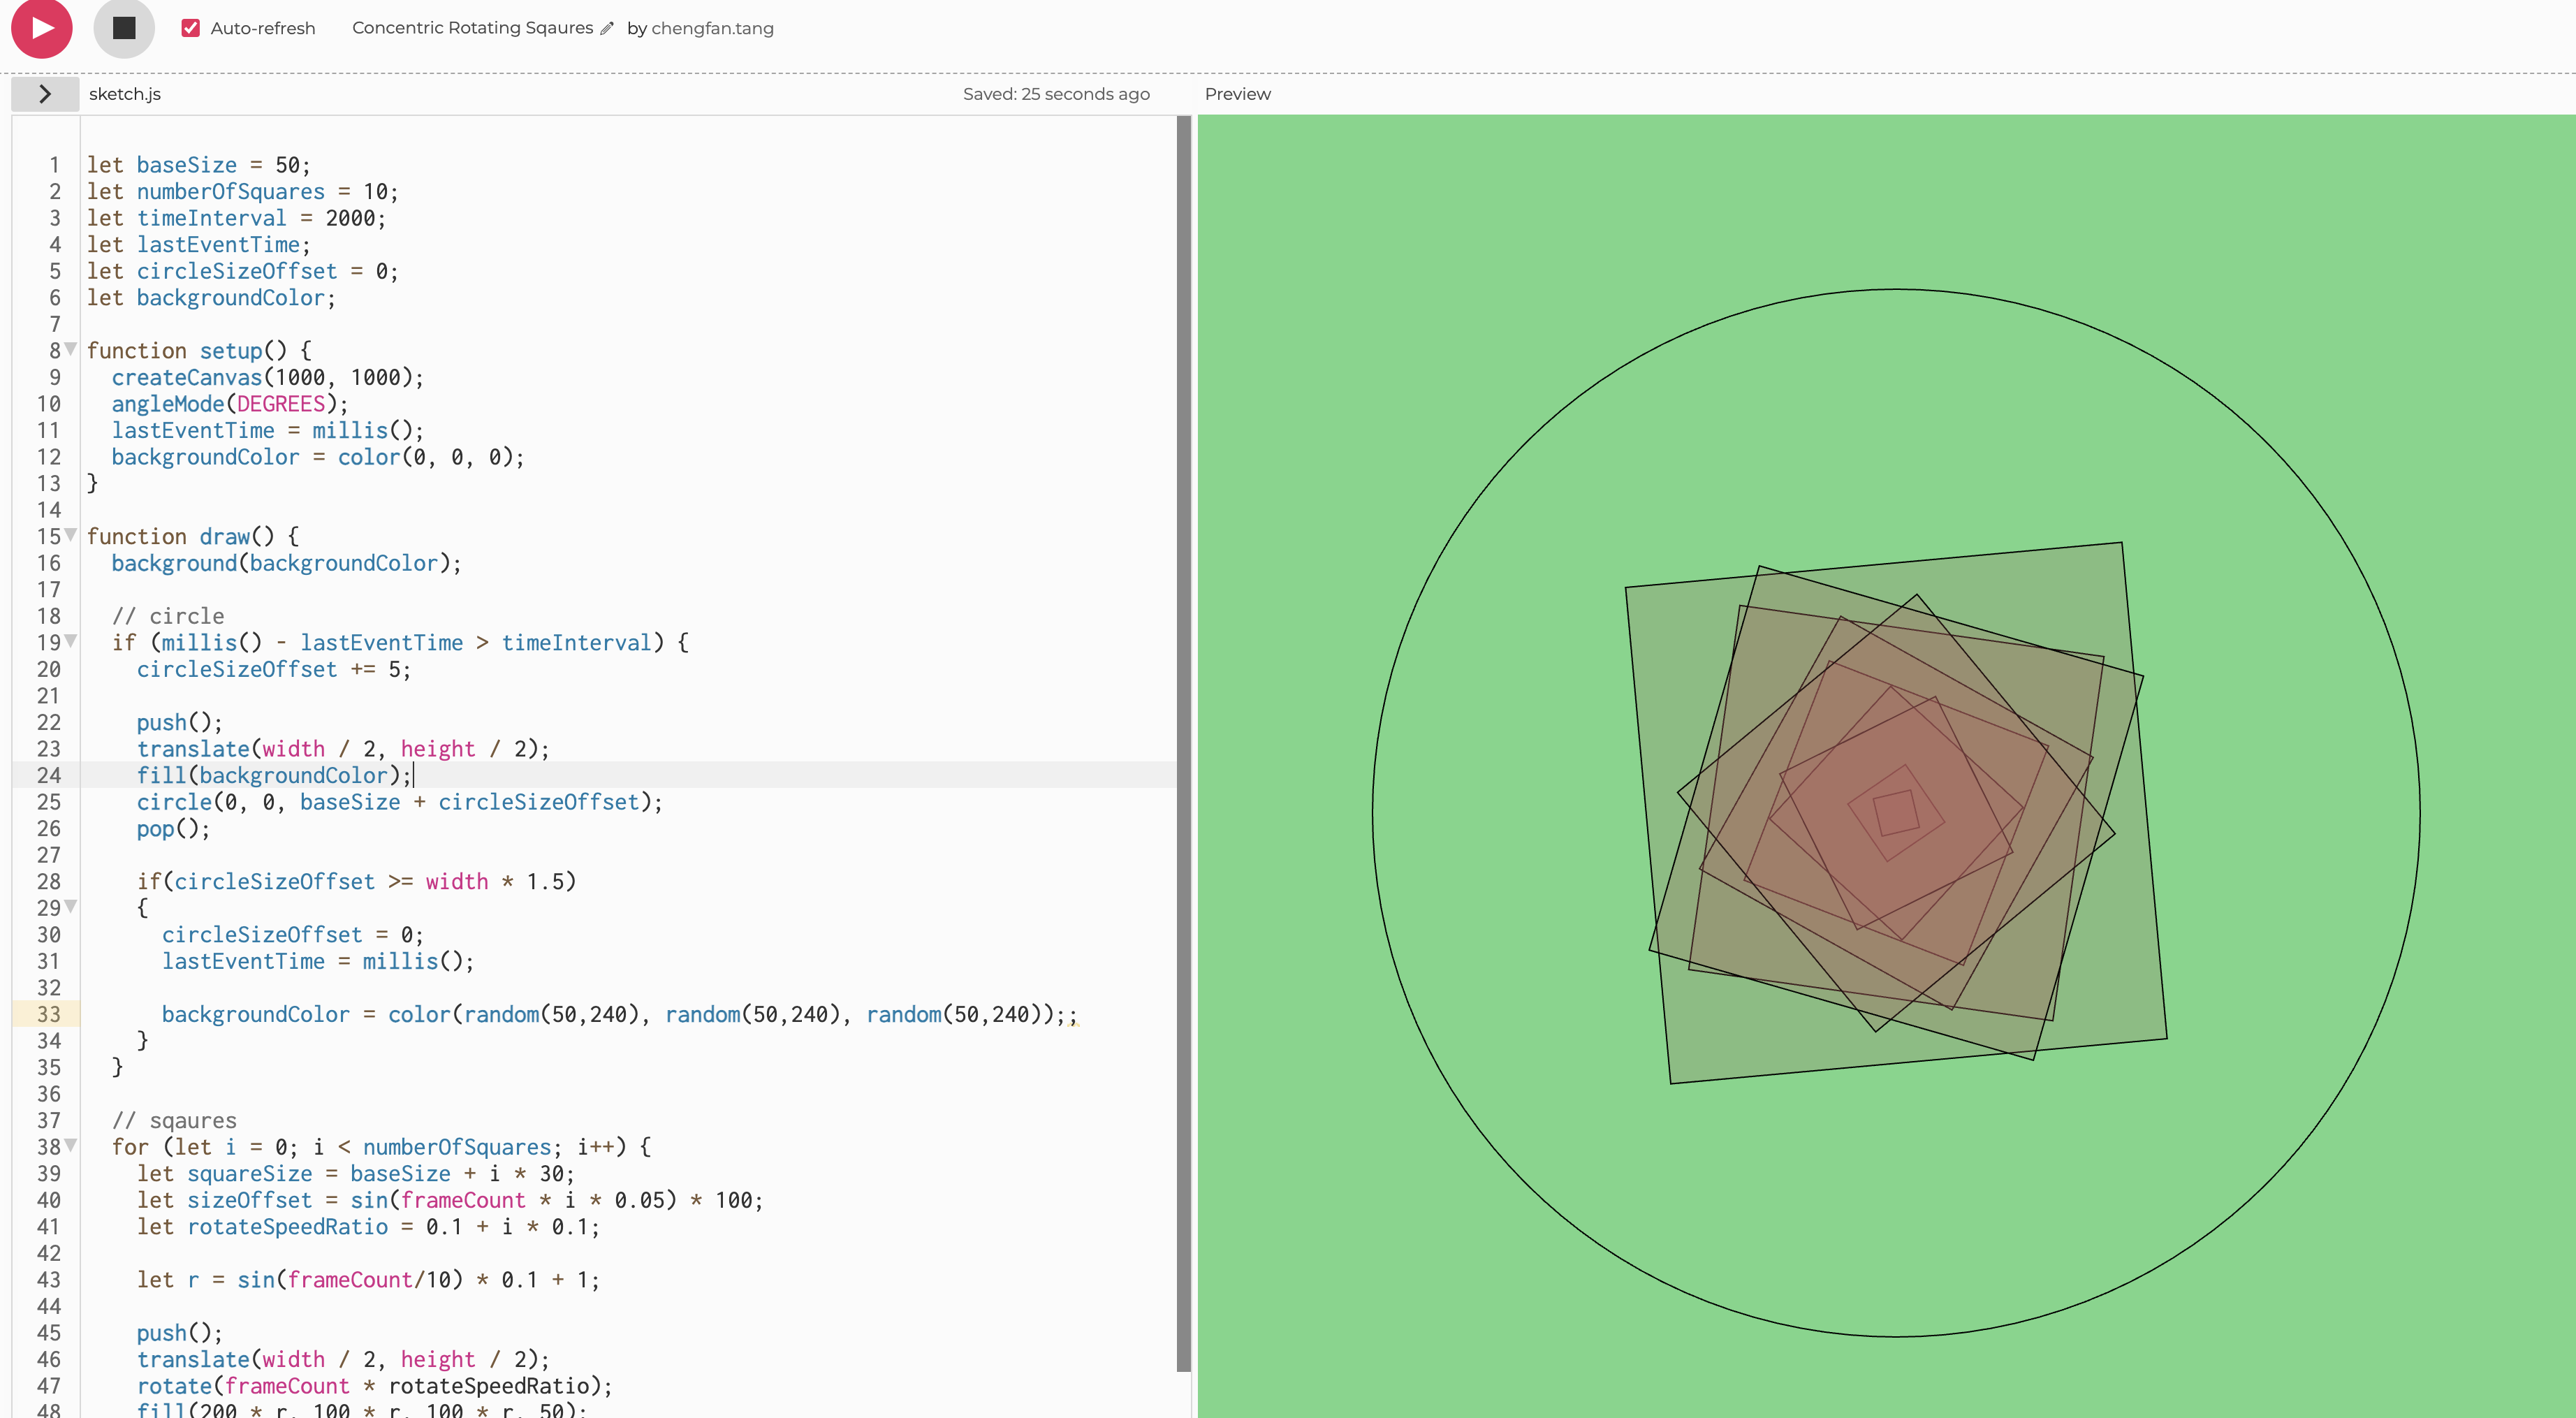 Auto-refresh Concentric Rotating Sqaures by chengfan.tang
sketch.js Saved: 25 seconds ago Preview
1 let baseSize = 50;
2 let numberOfSquares = 10;
3 let timeInterval = 2000;
4 let lastEventTime;
5 let circleSizeOffset = 0;
6 let backgroundColor;
7
8 function setup() {
9   createCanvas(1000, 1000);
10   angleMode(DEGREES);
11   lastEventTime = millis();
12   backgroundColor = color(0, 0, 0);
13 }
14
15 function draw() {
16   background(backgroundColor);
17
18   // circle
19   if (millis() - lastEventTime > timeInterval) {
20     circleSizeOffset += 5;
21
22     push();
23     translate(width / 2, height / 2);
24     fill(backgroundColor);
25     circle(0, 0, baseSize + circleSizeOffset);
26     pop();
27
28     if(circleSizeOffset >= width * 1.5)
29     {
30       circleSizeOffset = 0;
31       lastEventTime = millis();
32
33       backgroundColor = color(random(50,240), random(50,240), random(50,240));;
34     }
35   }
36
37   // sqaures
38   for (let i = 0; i < numberOfSquares; i++) {
39     let squareSize = baseSize + i * 30;
40     let sizeOffset = sin(frameCount * i * 0.05) * 100;
41     let rotateSpeedRatio = 0.1 + i * 0.1;
42
43     let r = sin(frameCount/10) * 0.1 + 1;
44
45     push();
46     translate(width / 2, height / 2);
47     rotate(frameCount * rotateSpeedRatio);
48     fill(200 * r, 100 * r, 100 * r, 50);